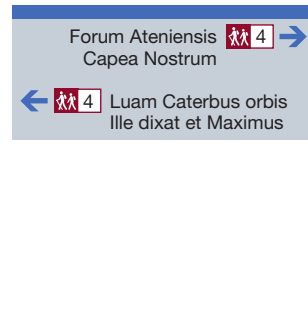 Forum Ateniensis 4
Capea Nostrum
4 Luam Caterbus orbis
Ille dixat et Maximus